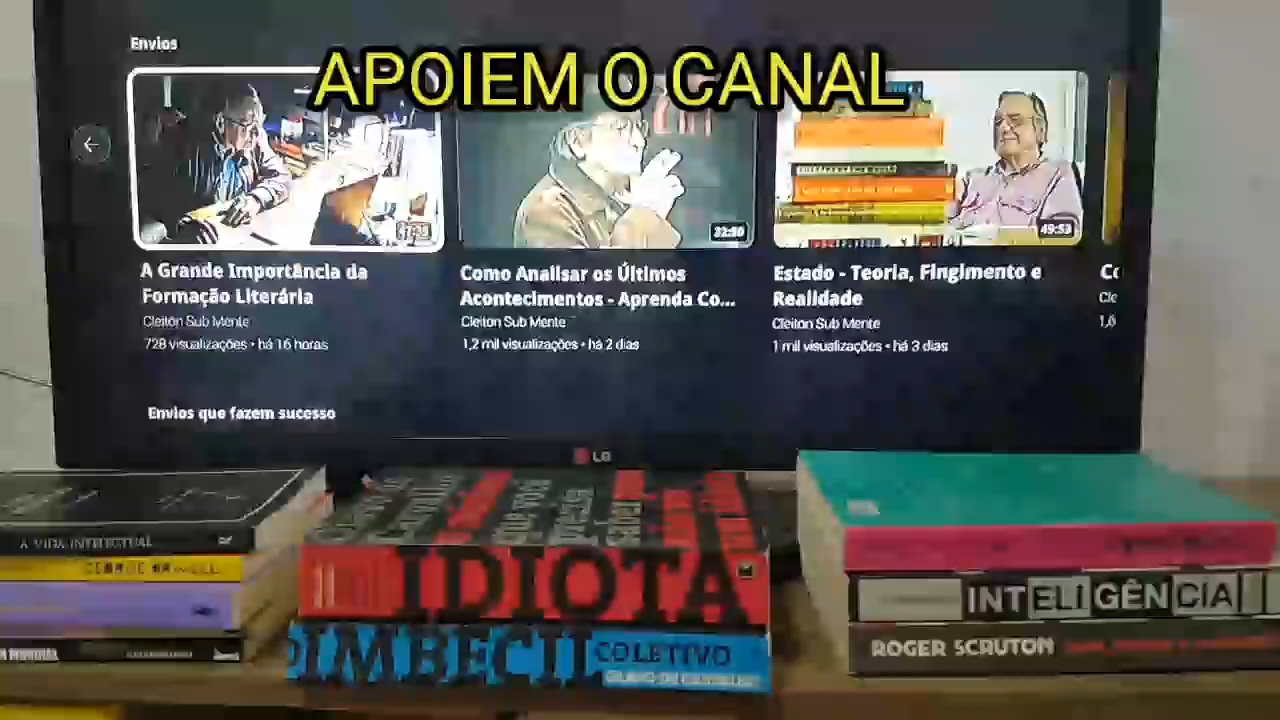 Envios
APOIEM O CANAL
22:50
49:53
A Grande Importância da
Formação Literária
Cleiton Sub Mente
728 visualizações • há 16 horas
Como Analisar os Últimos
Acontecimentos - Aprenda Co...
Cleiton Sub Mente
1,2 mil visualizações • há 2 dias
Estado - Teoria, Fingimento e
Realidade
Cleiton Sub Mente
1 mil visualizações • há 3 dias
Cle
1,6
Envios que fazem sucesso
LG
A VIDA INTELECTUAL
IDIOTA
IMBECIL COLETIVO
INTELIGÊNCIA
ROGER SCRUTON